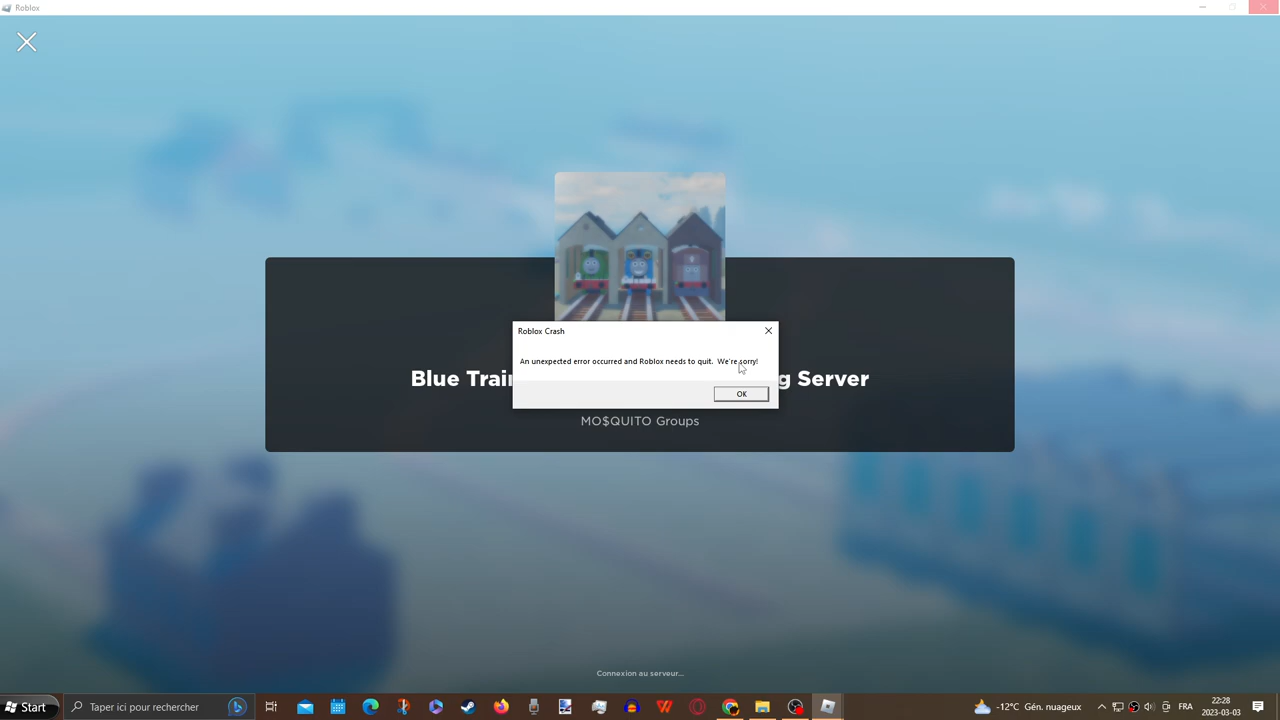 Roblox
Roblox Crash
An unexpected error occurred and Roblox needs to quit.  We're sorry!
OK
Blue Trai
g Server
MO$QUITO Groups
Connexion au serveur...
Start
Taper ici pour rechercher
-12°C Gén. nuageux
FRA
22:28
2023-03-03